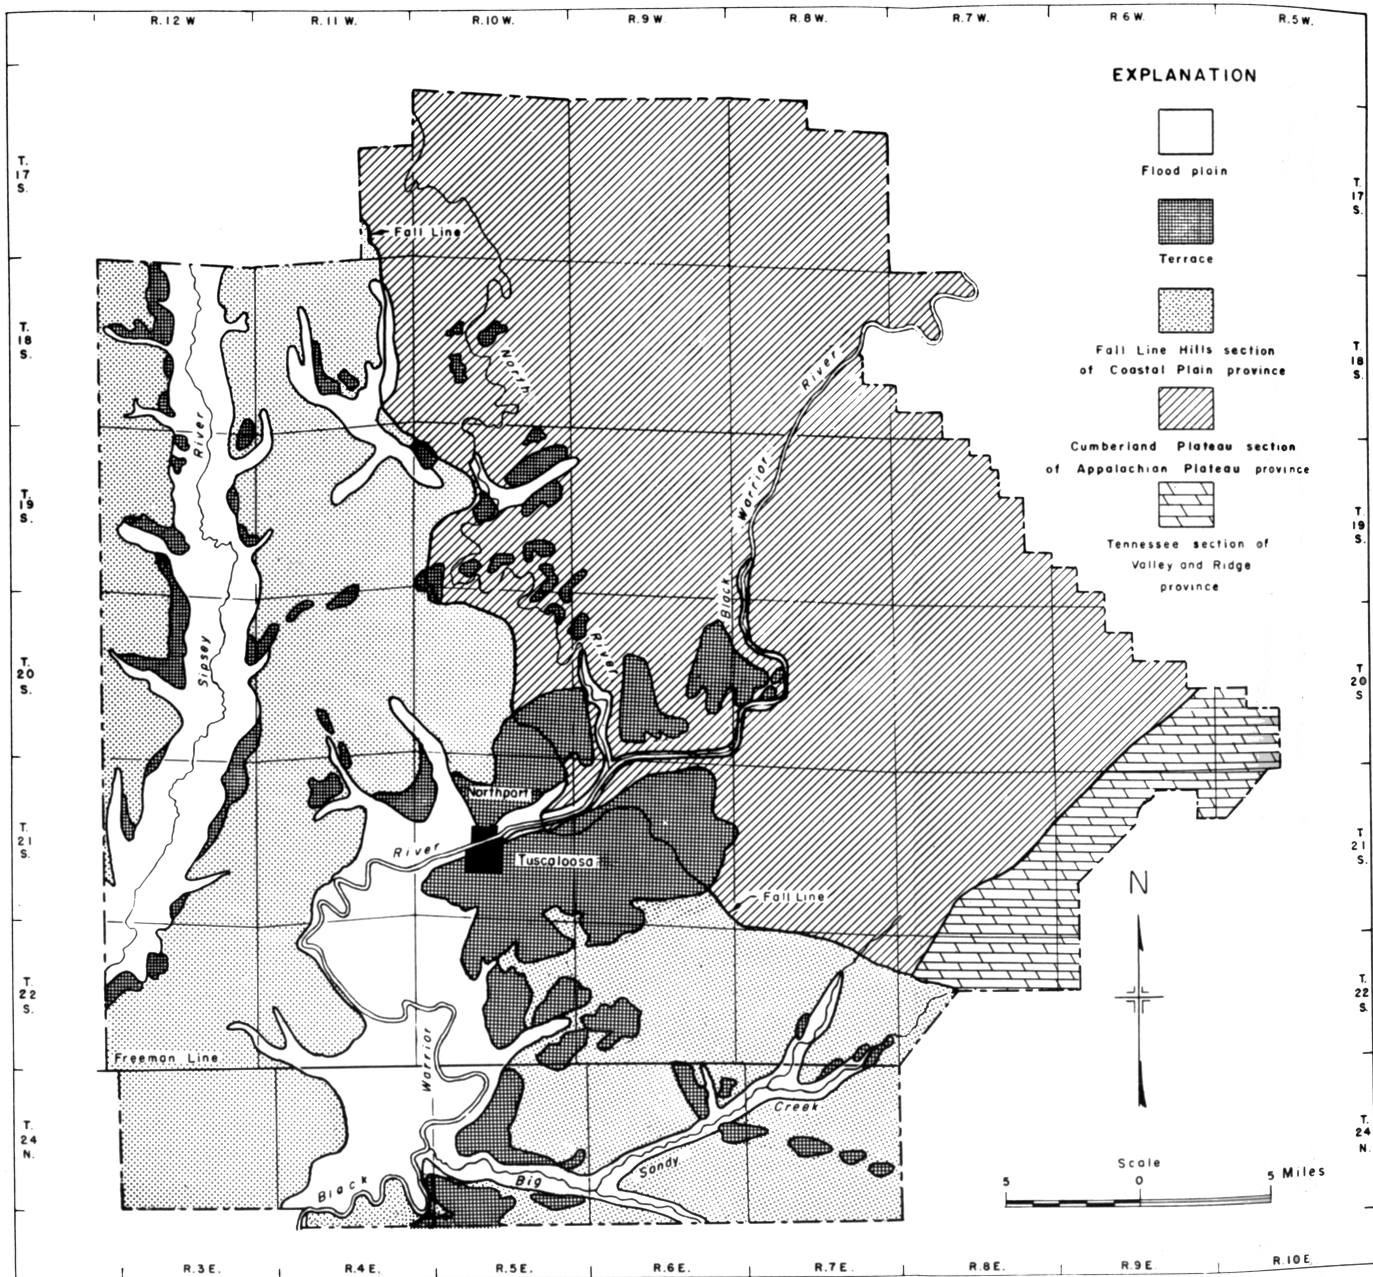 R.12 W
R.11 W.
R.10 W.
R.9 W.
R.8 W.
R.7 W.
R 6 W.
R.5 W.
EXPLANATION
Flood plain
Terrace
Fall Line Hills section
of Coastal Plain province
Cumberland Plateau section
of Appalachian Plateau province
Tennessee section of
Valley and Ridge
province
T.
17
S.
T.
18
S.
T.
19
S.
T.
20
S.
T.
21
S.
T.
22
S.
T.
24
N.
T.
17
S.
T.
18
S.
T.
19
S.
T.
20
S
T.
21
S.
T.
22
S.
T.
24
N.
Fall Line
North
River
River
Sipsey
River
Warrior
Black
River
Northport
River
Tuscaloosa
Fall Line
N
Freeman Line
Warrior
Creek
Sandy
Big
Black
Scale
5
0
5 Miles
R.3 E.
R.4 E.
R.5 E.
R.6 E.
R.7 E.
R.8 E.
R.9 E.
R.10 E.